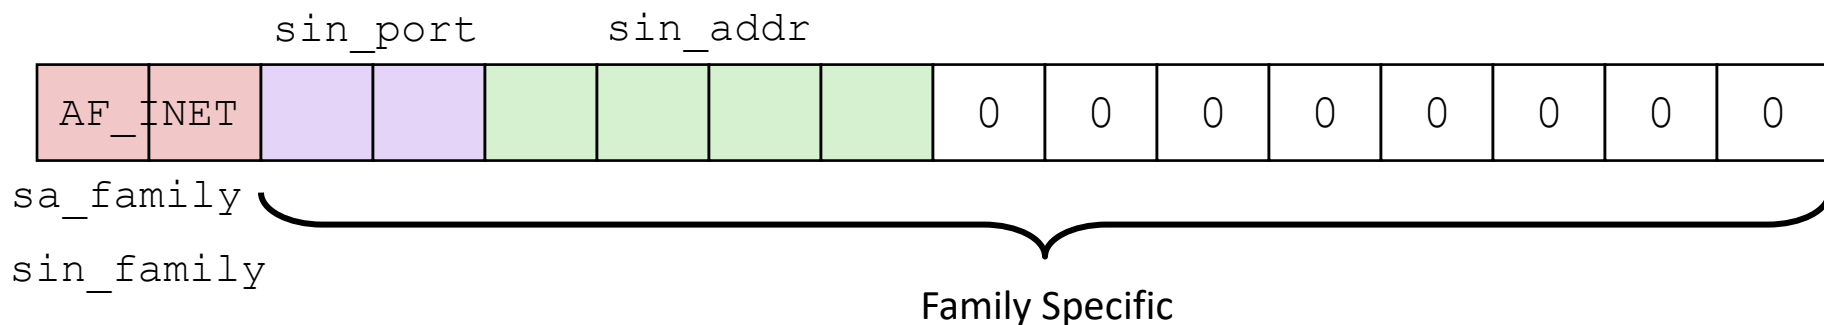 sin_port sin_addr
AF_INET 0 0 0 0 0 0 0 0
sa_family
sin_family
Family Specific